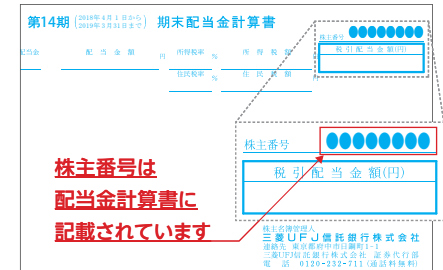 第14期(2019年4月1日から 2019年3月31日まで) 期末配当金計算書
株主番号
税引配当金額(円)
配当金 配当金額 円 所得税率 % 所得税額
住民税率 % 住民税額
株主番号
税引配当金額(円)
株主番号は
配当金計算書に
記載されています
株主名簿管理人
三菱UFJ信託銀行株式会社
連絡先 東京都府中市日鋼町1-1
三菱UFJ信託銀行株式会社 証券代行部
電話 0120-232-711(通話料無料)